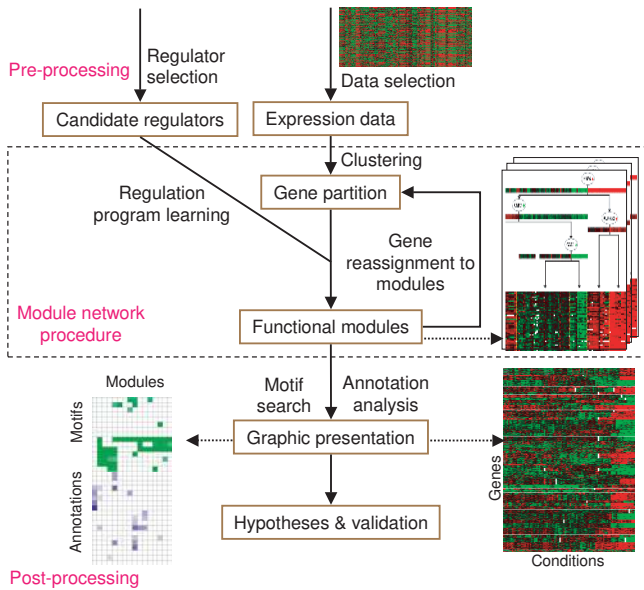 Pre-processing
Regulator
selection
Data selection
Candidate regulators
Expression data
Clustering
Regulation
program learning
Gene partition
Gene
reassignment to
modules
Module network
procedure
Functional modules
Modules
Motif
search
Annotation
analysis
Motifs
Graphic presentation
Genes
Annotations
Hypotheses & validation
Conditions
Post-processing